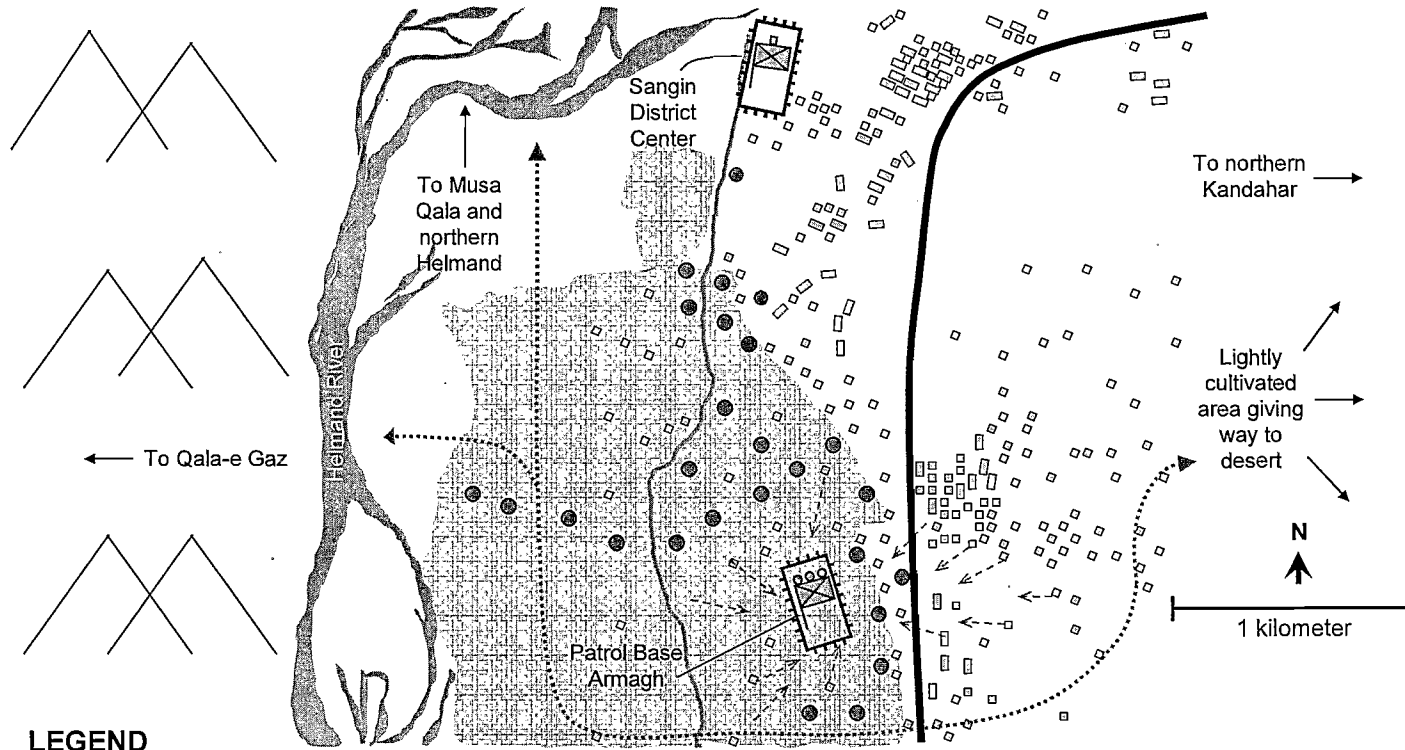 Sangin
District
Center
To Musa
Qala and
northern
Helmand
To northern
Kandahar
Helmand River
To Qala-e Gaz
Lightly
cultivated
area giving
way to
desert
N
1 kilometer
Patrol Base
Armagh
LEGEND